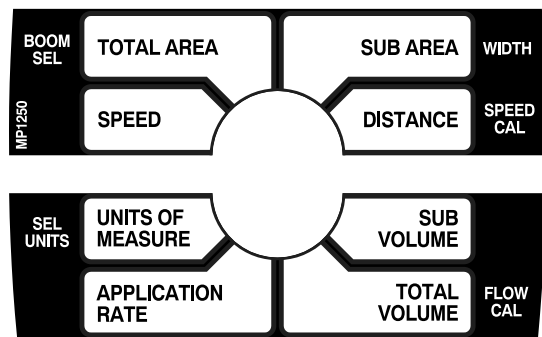 BOOM
SEL
TOTAL AREA
SUB AREA
WIDTH
MP1250
SPEED
DISTANCE
SPEED
CAL
SEL
UNITS
UNITS OF
MEASURE
SUB
VOLUME
APPLICATION
RATE
TOTAL
VOLUME
FLOW
CAL